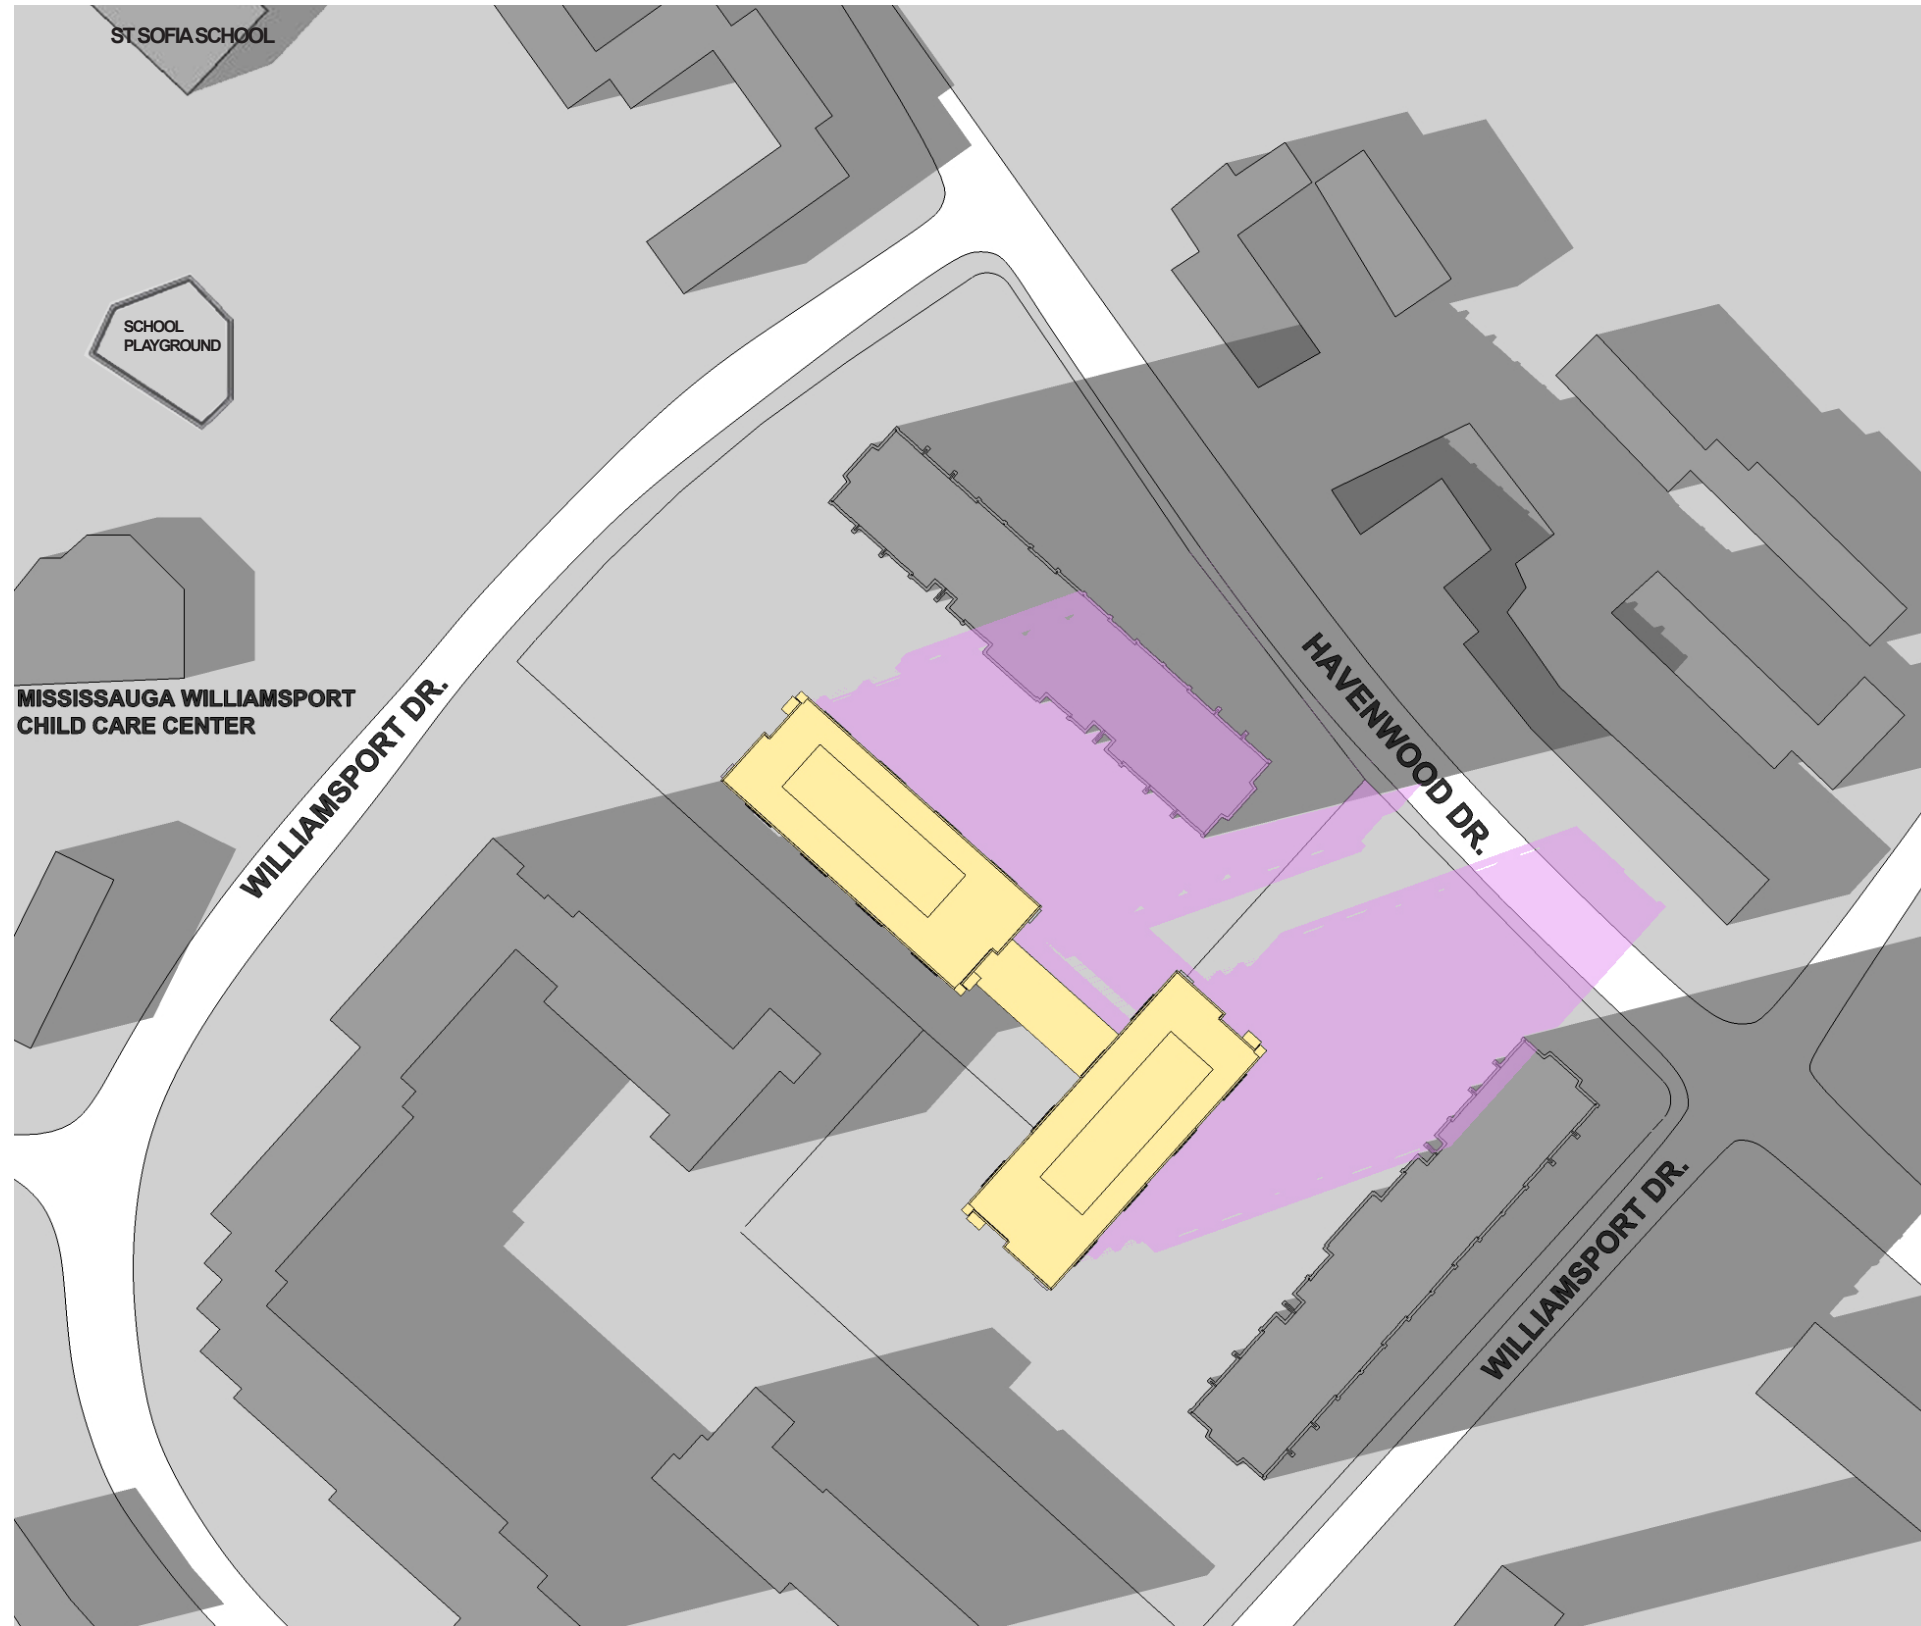 ST SOFIA SCHOOL
SCHOOL
PLAYGROUND
MISSISSAUGA WILLIAMSPORT
CHILD CARE CENTER
WILLIAMSPORT DR.
HAVENWOOD DR.
WILLIAMSPORT DR.